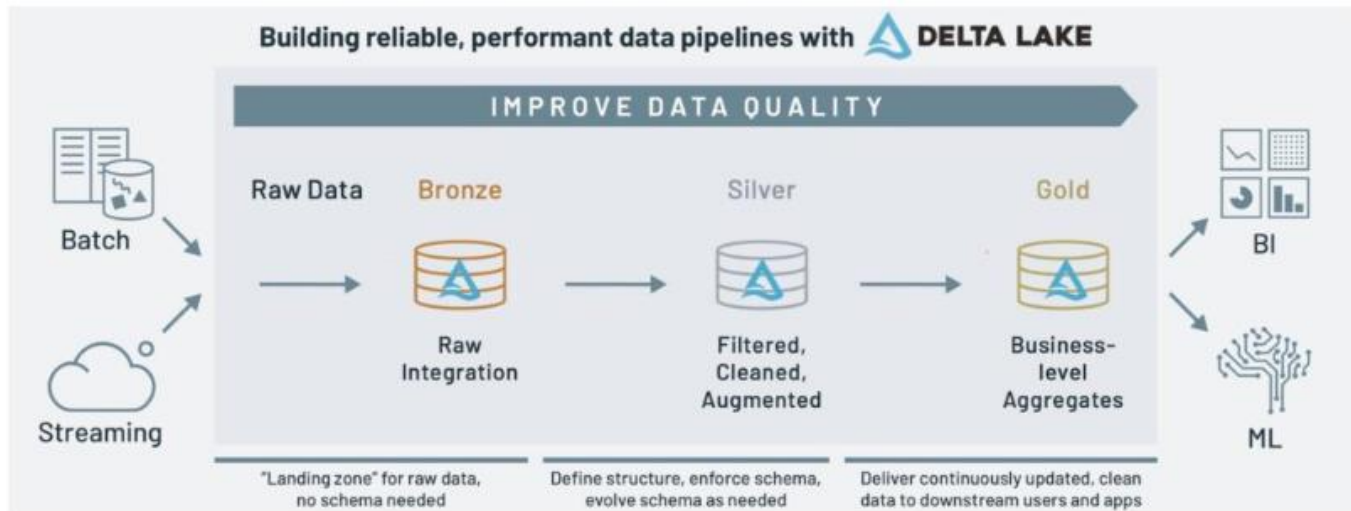 Building reliable, performant data pipelines with DELTA LAKE
IMPROVE DATA QUALITY
Batch
Streaming
Raw Data
Bronze
Raw
Integration
Silver
Filtered,
Cleaned,
Augmented
Gold
Business-
level
Aggregates
BI
ML
"Landing zone" for raw data,
no schema needed
Define structure, enforce schema,
evolve schema as needed
Deliver continuously updated, clean
data to downstream users and apps